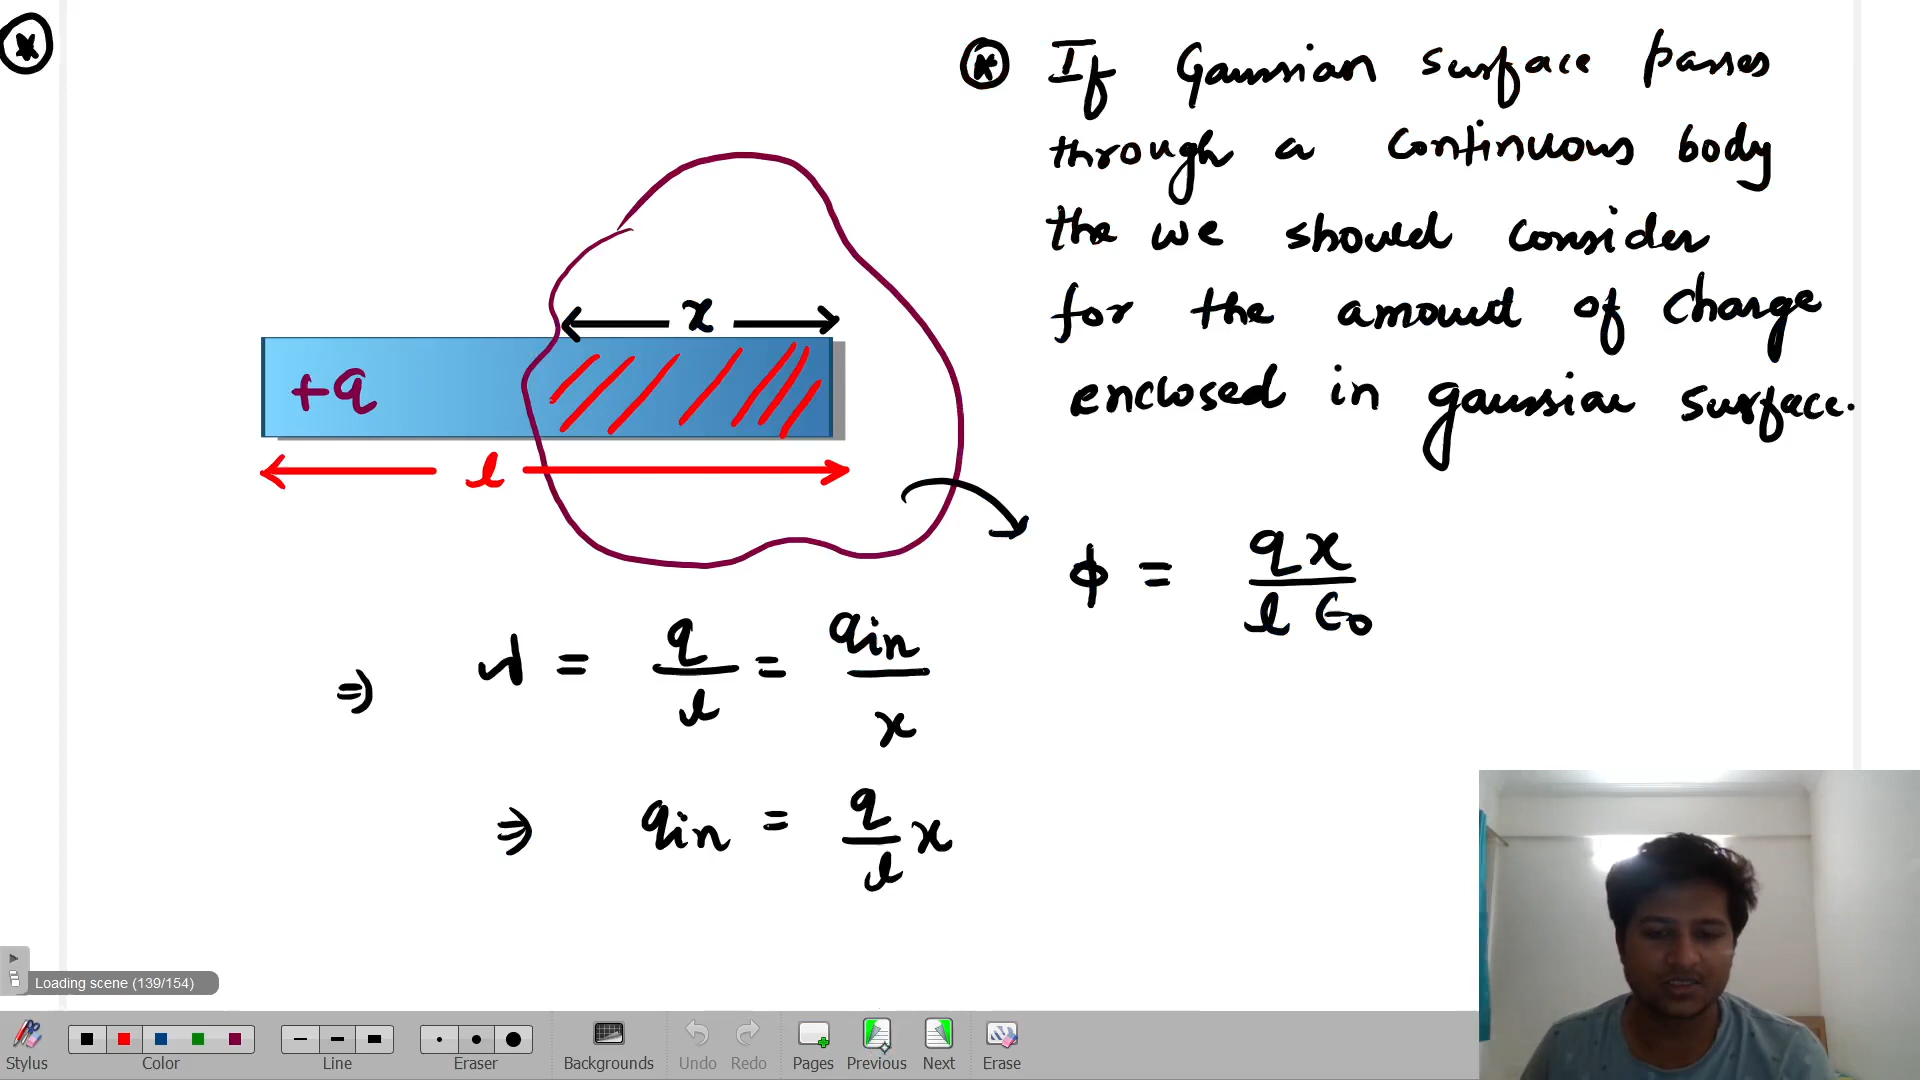 If Gaussian surface passes
through a continuous body
the we should consider
for the amount of charge
enclosed in gaussian surface.
x
+q
l
ϕ = qx / l ϵ₀
⇒ λ = q / l = qin / x
⇒ qin = q / l x
Loading scene (139/154)
Stylus Color Line Eraser Backgrounds Undo Redo Pages Previous Next Erase